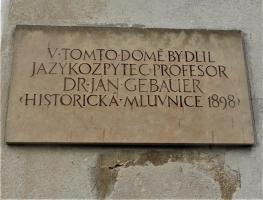 V·TOMTO·DOMĚ·BYDLIL
JAZYKOZPYTEC·PROFESOR
DR·JAN·GEBAUER
(HISTORICKÁ·MLUVNICE 1898)